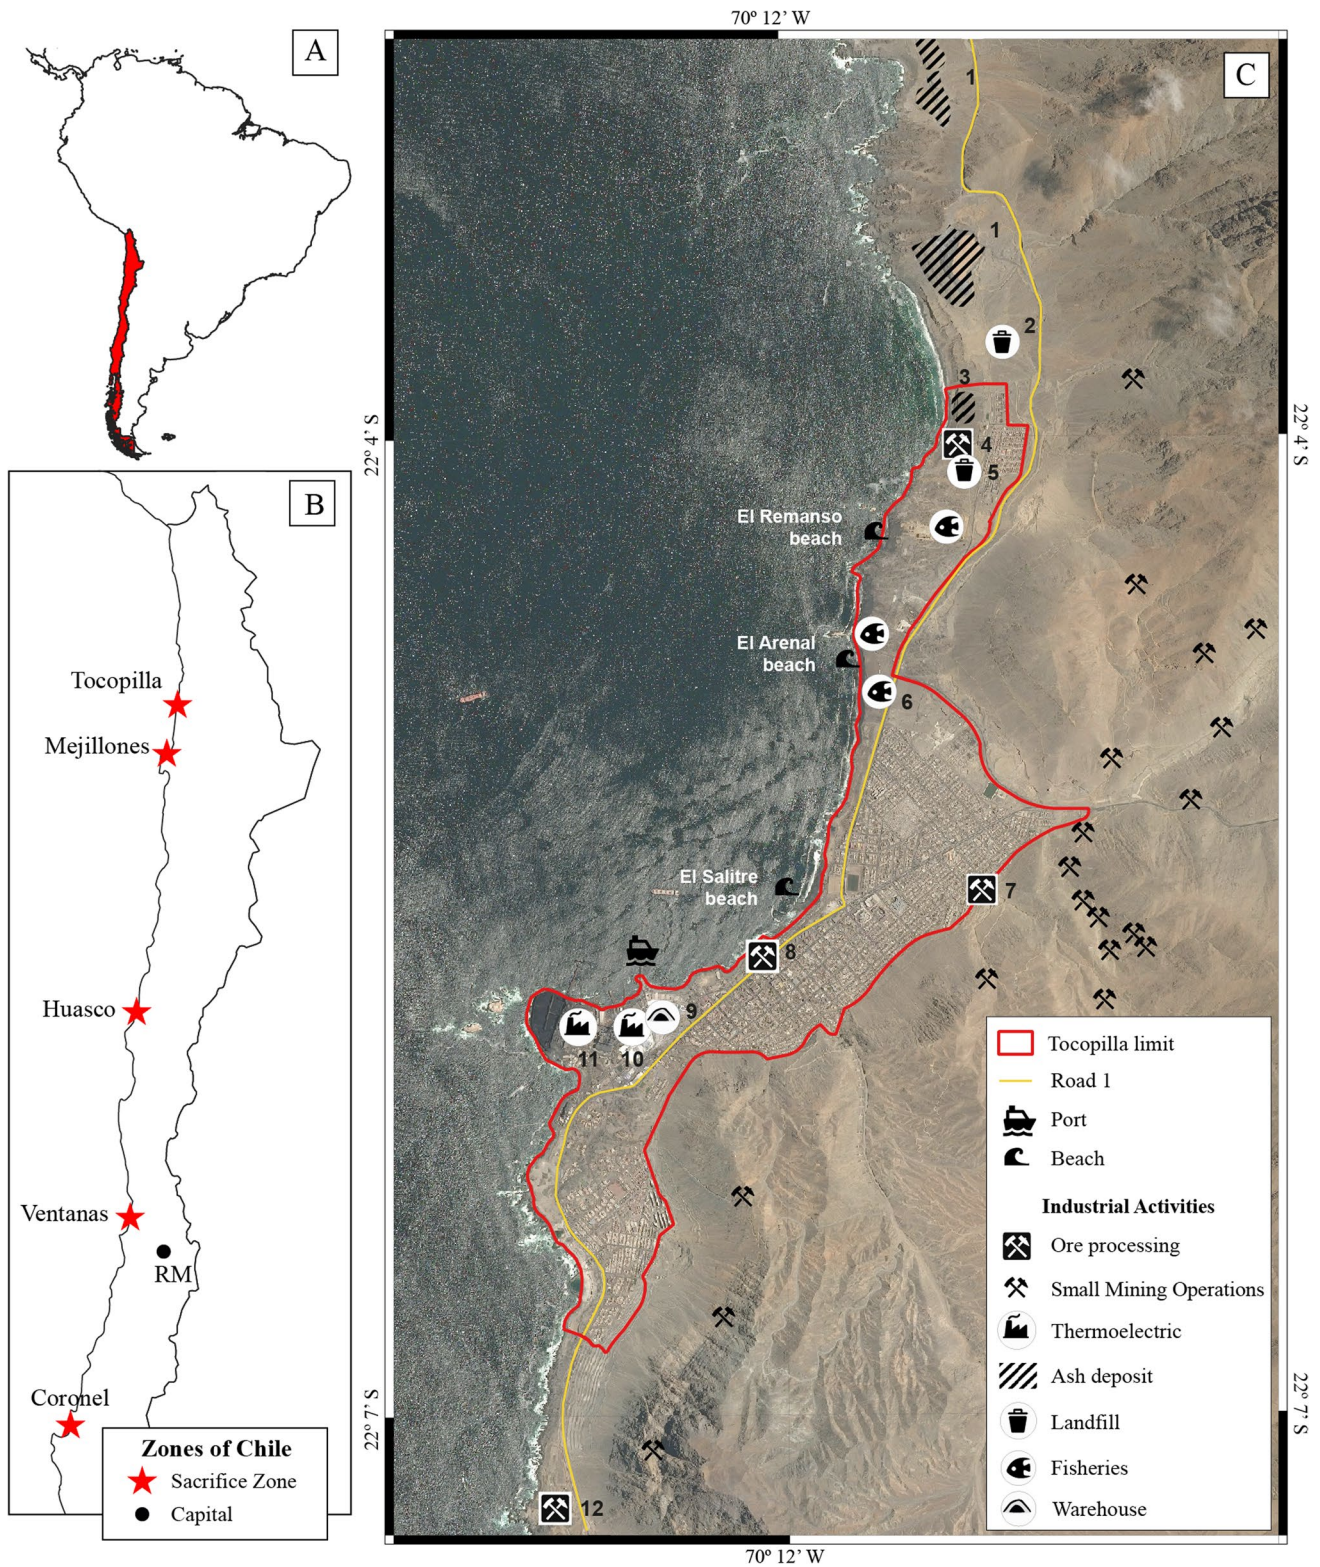 A
B
Tocopilla
Mejillones
Huasco
Ventanas
RM
Coronel
Zones of Chile
Sacrifice Zone
Capital
70º 12’ W
C
1
1
2
3
22º 4’ S
22º 4’ S
4
5
El Remanso
beach
El Arenal
beach
6
El Salitre
beach
7
8
9
10
11
Tocopilla limit
Road 1
Port
Beach
Industrial Activities
Ore processing
Small Mining Operations
Thermoelectric
Ash deposit
Landfill
Fisheries
Warehouse
22º 7’ S
22º 7’ S
12
70º 12’ W